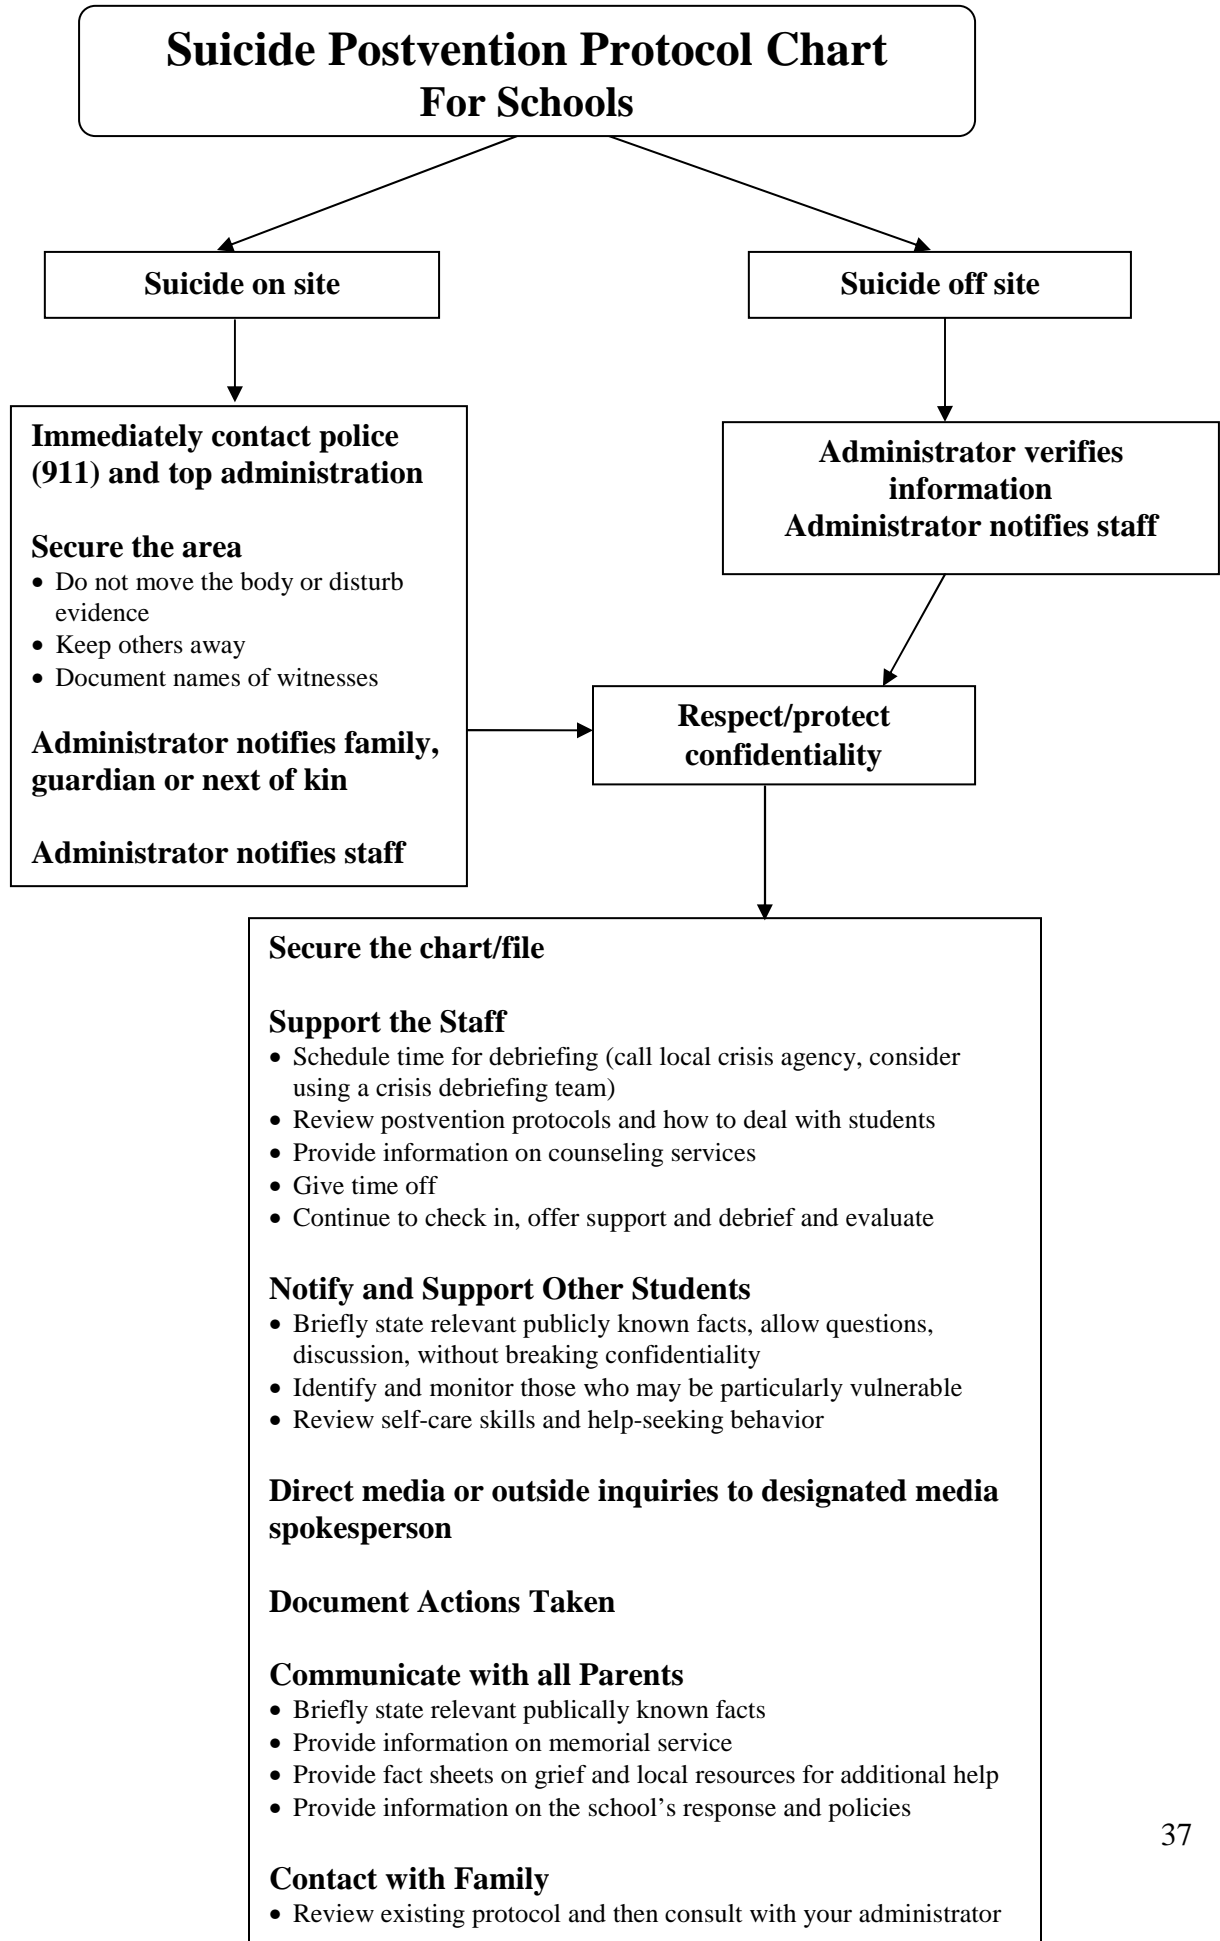 Suicide Postvention Protocol Chart
For Schools
Suicide on site
Suicide off site
Immediately contact police
(911) and top administration
Secure the area
• Do not move the body or disturb
evidence
• Keep others away
• Document names of witnesses
Administrator notifies family,
guardian or next of kin
Administrator notifies staff
Administrator verifies
information
Administrator notifies staff
Respect/protect
confidentiality
Secure the chart/file
Support the Staff
• Schedule time for debriefing (call local crisis agency, consider
using a crisis debriefing team)
• Review postvention protocols and how to deal with students
• Provide information on counseling services
• Give time off
• Continue to check in, offer support and debrief and evaluate
Notify and Support Other Students
• Briefly state relevant publicly known facts, allow questions,
discussion, without breaking confidentiality
• Identify and monitor those who may be particularly vulnerable
• Review self-care skills and help-seeking behavior
Direct media or outside inquiries to designated media
spokesperson
Document Actions Taken
Communicate with all Parents
• Briefly state relevant publically known facts
• Provide information on memorial service
• Provide fact sheets on grief and local resources for additional help
• Provide information on the school’s response and policies
Contact with Family
• Review existing protocol and then consult with your administrator
37